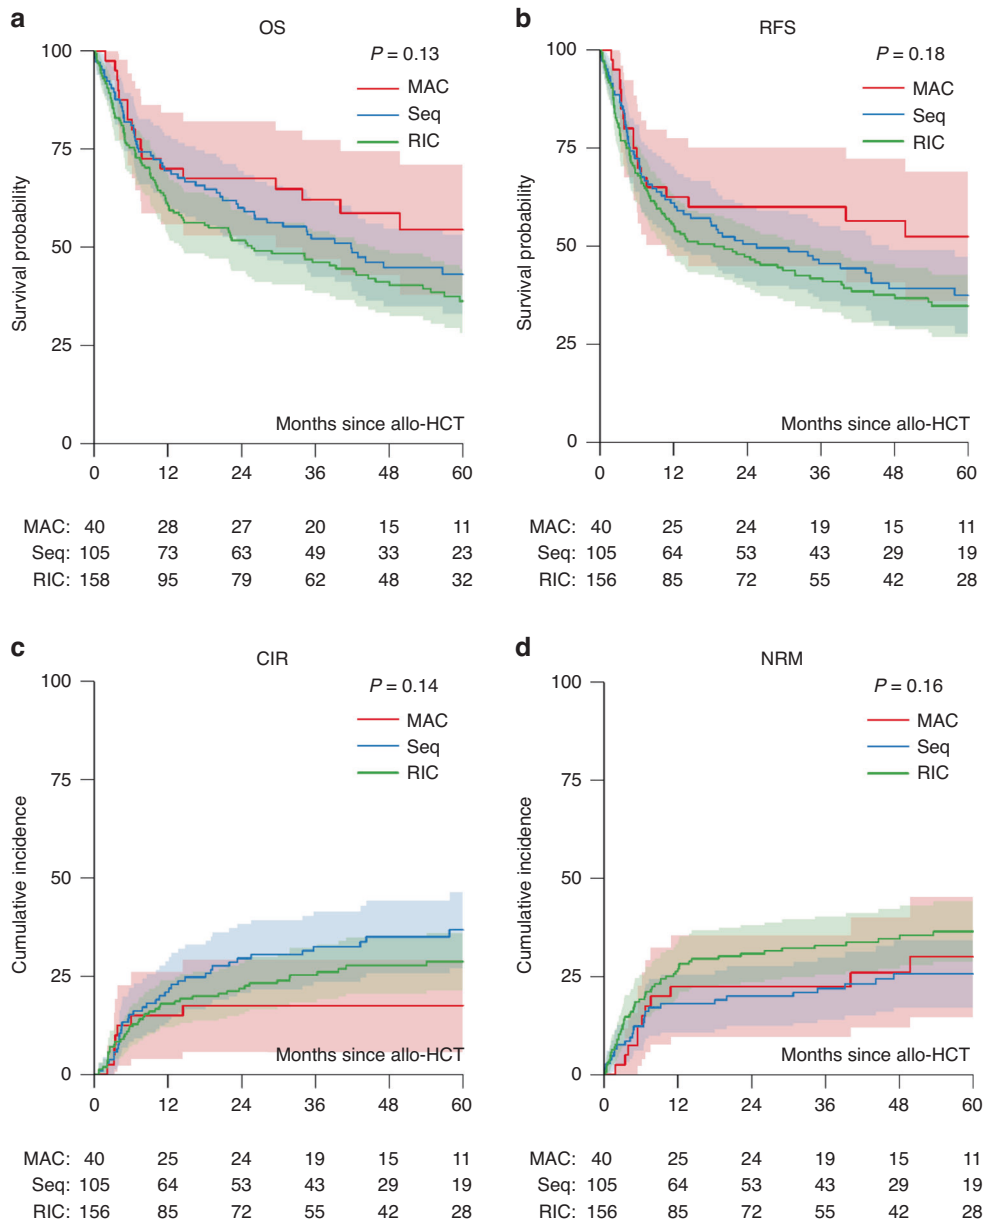 a
OS
P = 0.13
MAC
Seq
RIC
Survival probability
100
75
50
25
0
Months since allo-HCT
0 12 24 36 48 60
MAC: 40 28 27 20 15 11
Seq: 105 73 63 49 33 23
RIC: 158 95 79 62 48 32
b
RFS
P = 0.18
MAC
Seq
RIC
Survival probability
100
75
50
25
0
Months since allo-HCT
0 12 24 36 48 60
MAC: 40 25 24 19 15 11
Seq: 105 64 53 43 29 19
RIC: 156 85 72 55 42 28
c
CIR
P = 0.14
MAC
Seq
RIC
Cumulative incidence
100
75
50
25
0
Months since allo-HCT
0 12 24 36 48 60
MAC: 40 25 24 19 15 11
Seq: 105 64 53 43 29 19
RIC: 156 85 72 55 42 28
d
NRM
P = 0.16
MAC
Seq
RIC
Cumulative incidence
100
75
50
25
0
Months since allo-HCT
0 12 24 36 48 60
MAC: 40 25 24 19 15 11
Seq: 105 64 53 43 29 19
RIC: 156 85 72 55 42 28